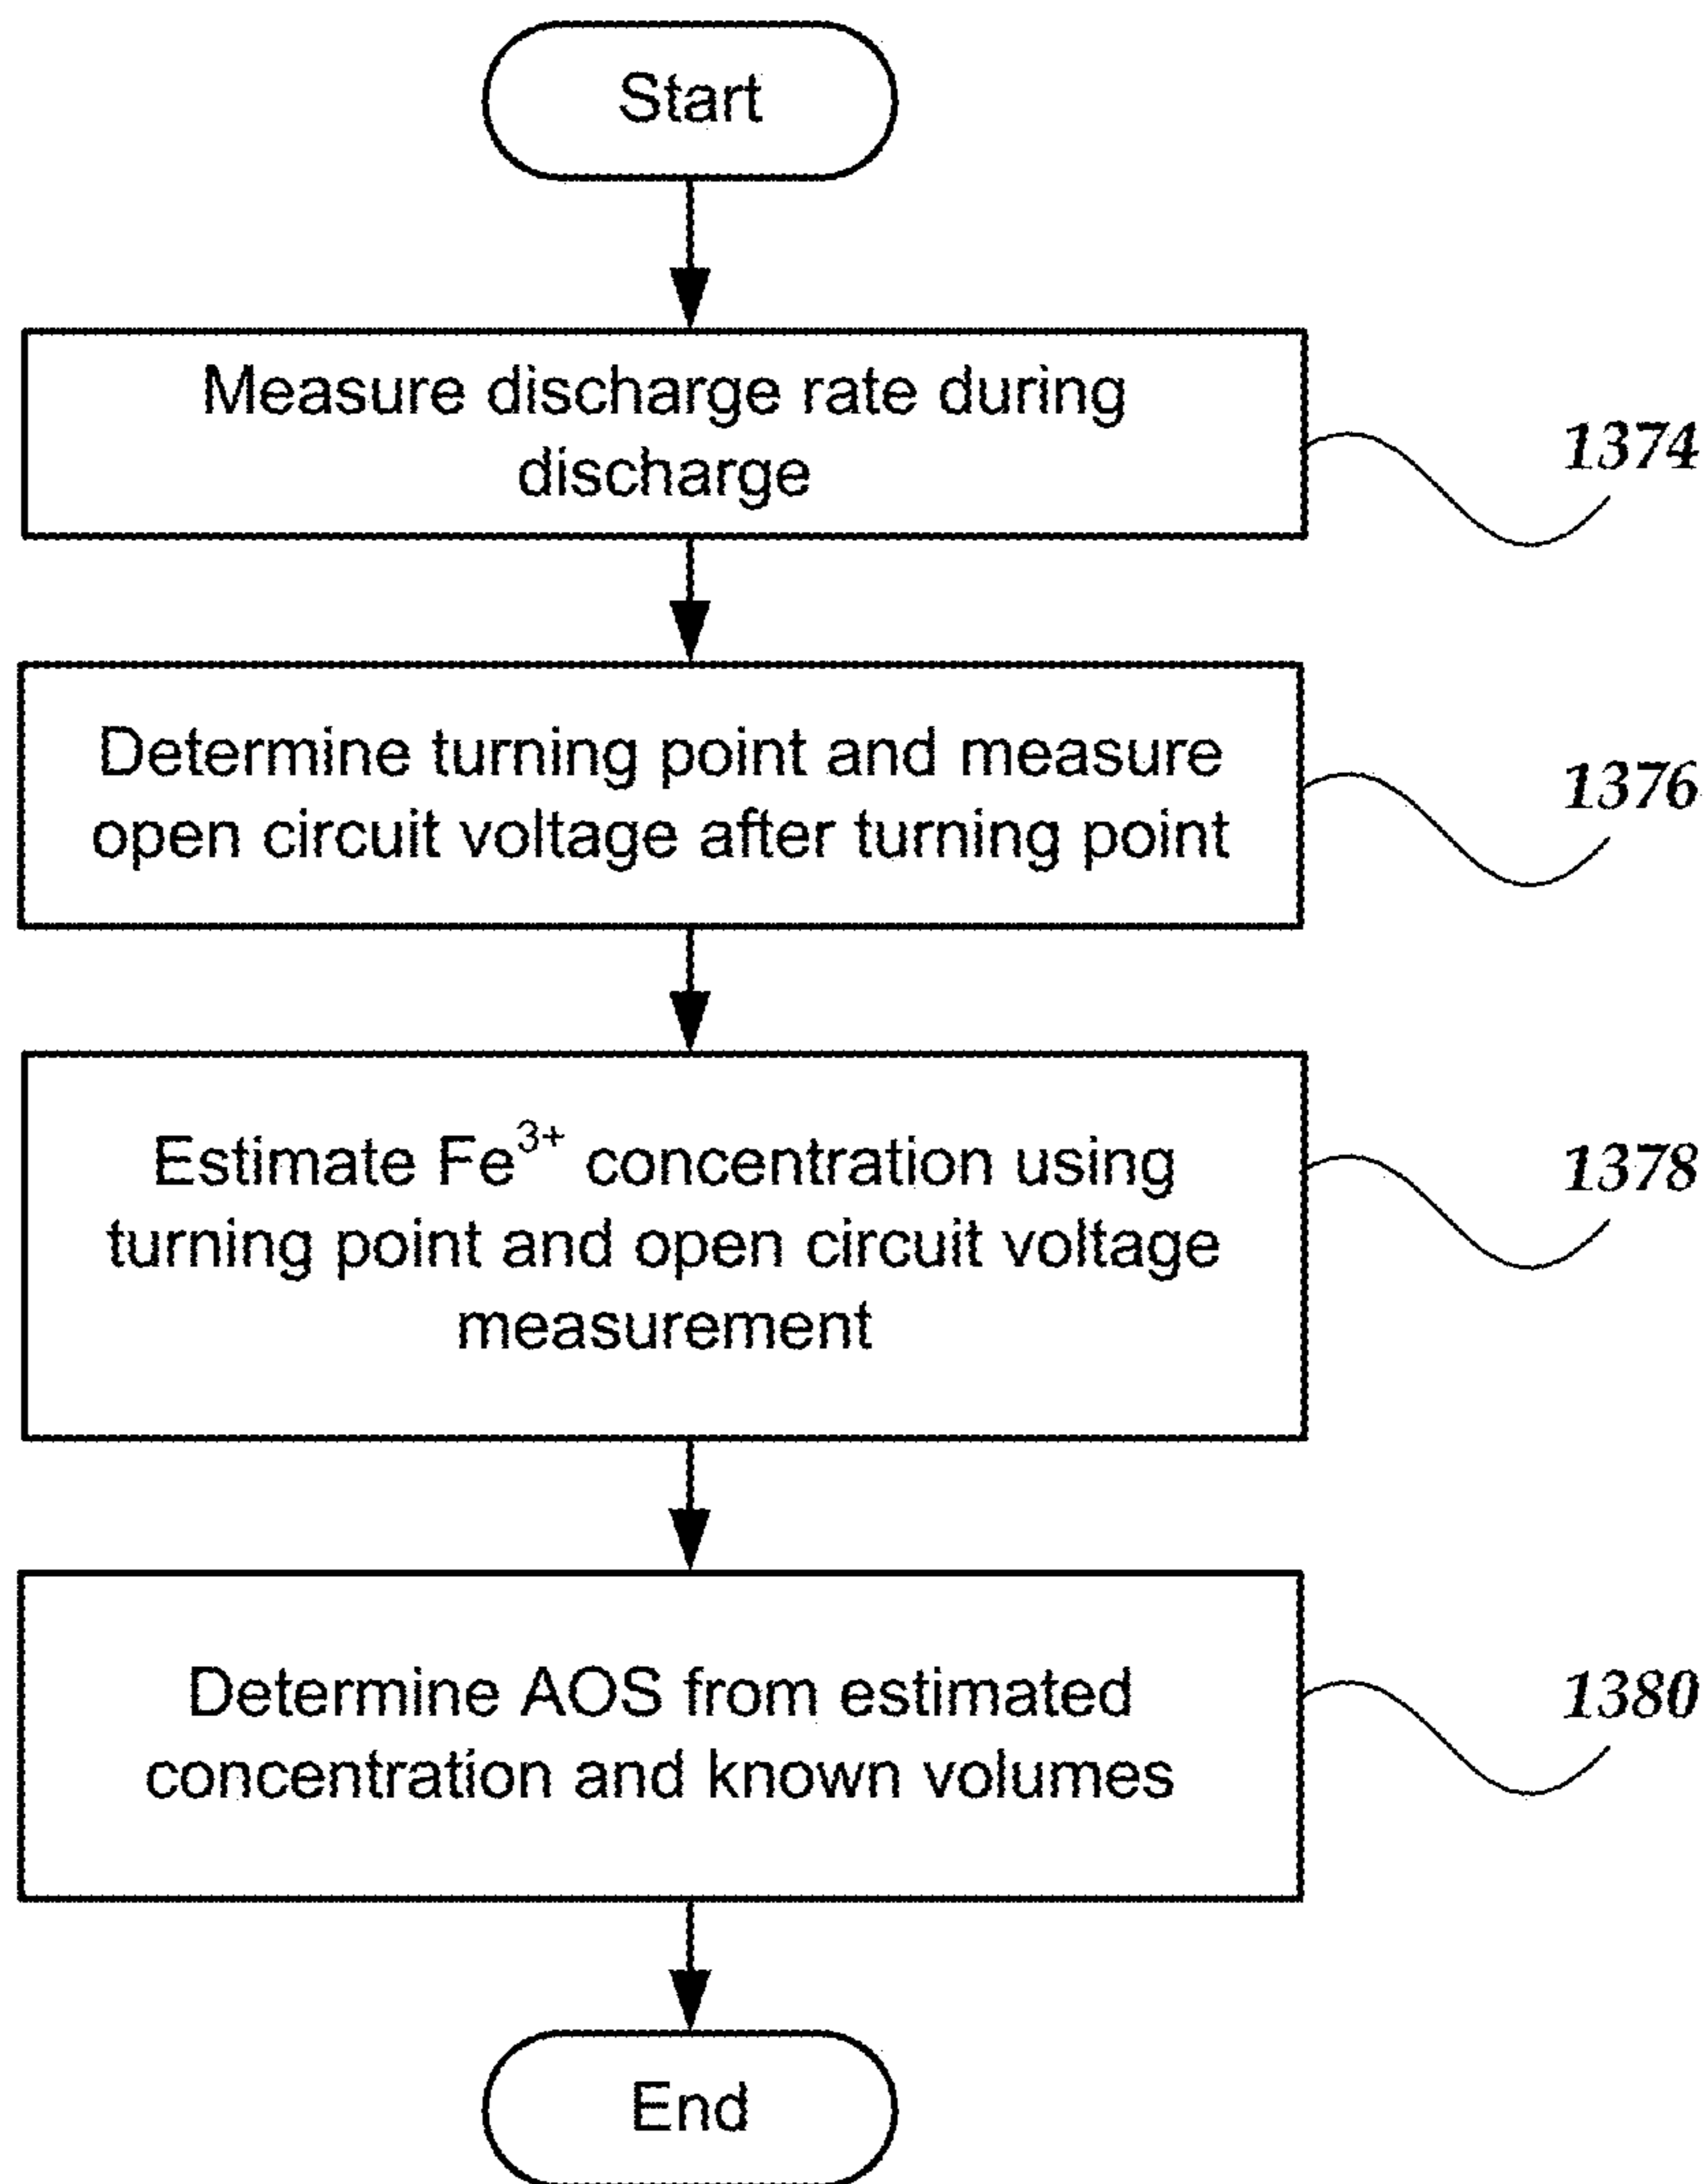 Start
Measure discharge rate during
discharge
1374
Determine turning point and measure
open circuit voltage after turning point
1376
Estimate Fe³⁺ concentration using
turning point and open circuit voltage
measurement
1378
Determine AOS from estimated
concentration and known volumes
1380
End